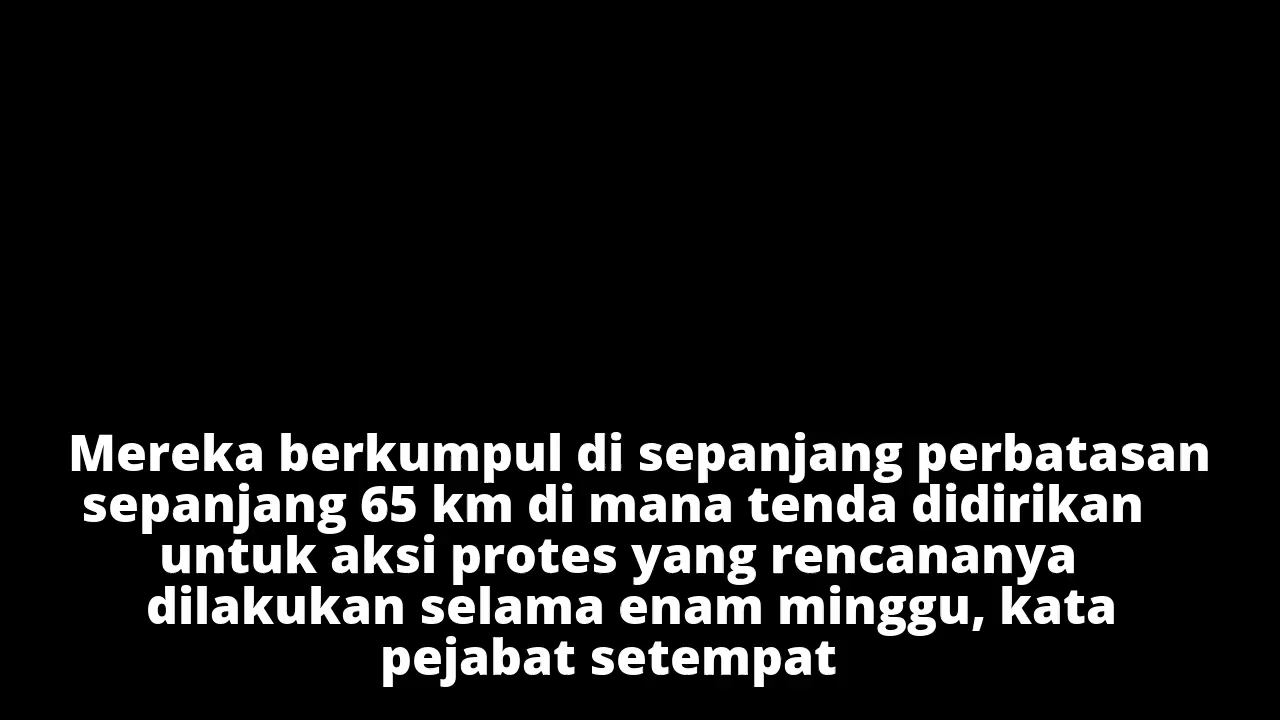 Mereka berkumpul di sepanjang perbatasan
sepanjang 65 km di mana tenda didirikan
untuk aksi protes yang rencananya
dilakukan selama enam minggu, kata
pejabat setempat